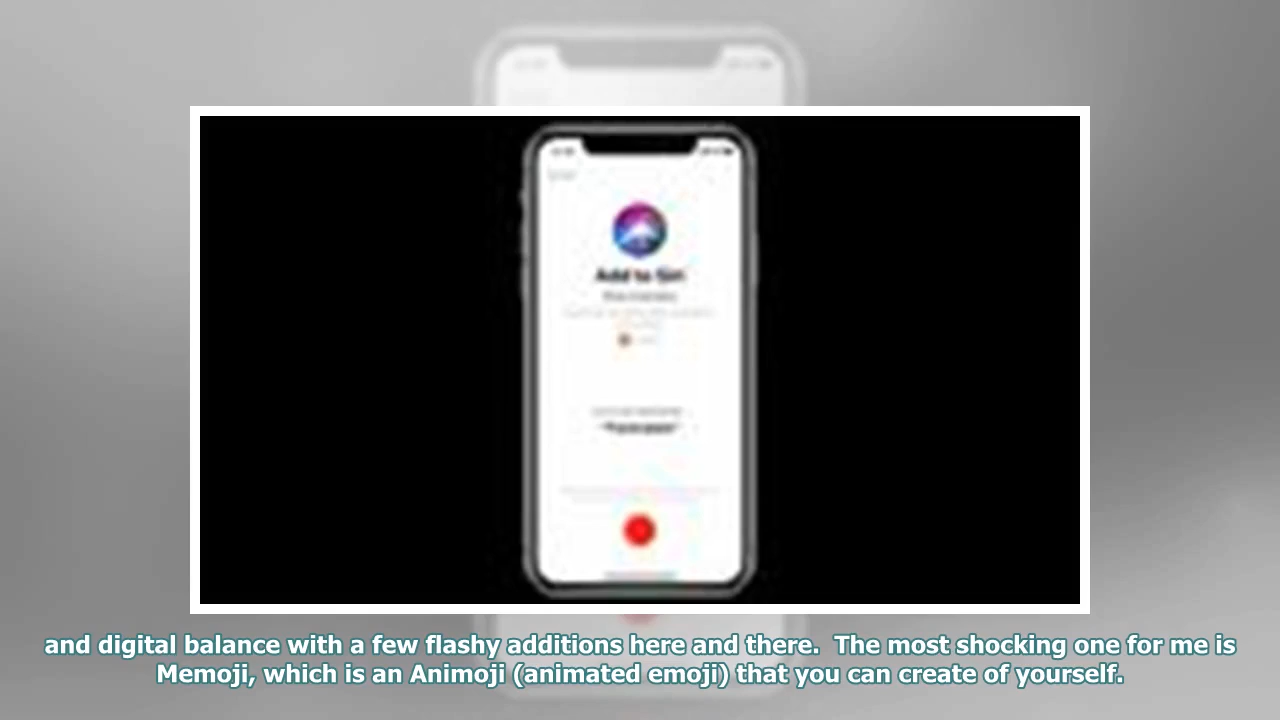 Add to Siri
and digital balance with a few flashy additions here and there.  The most shocking one for me is
Memoji, which is an Animoji (animated emoji) that you can create of yourself.